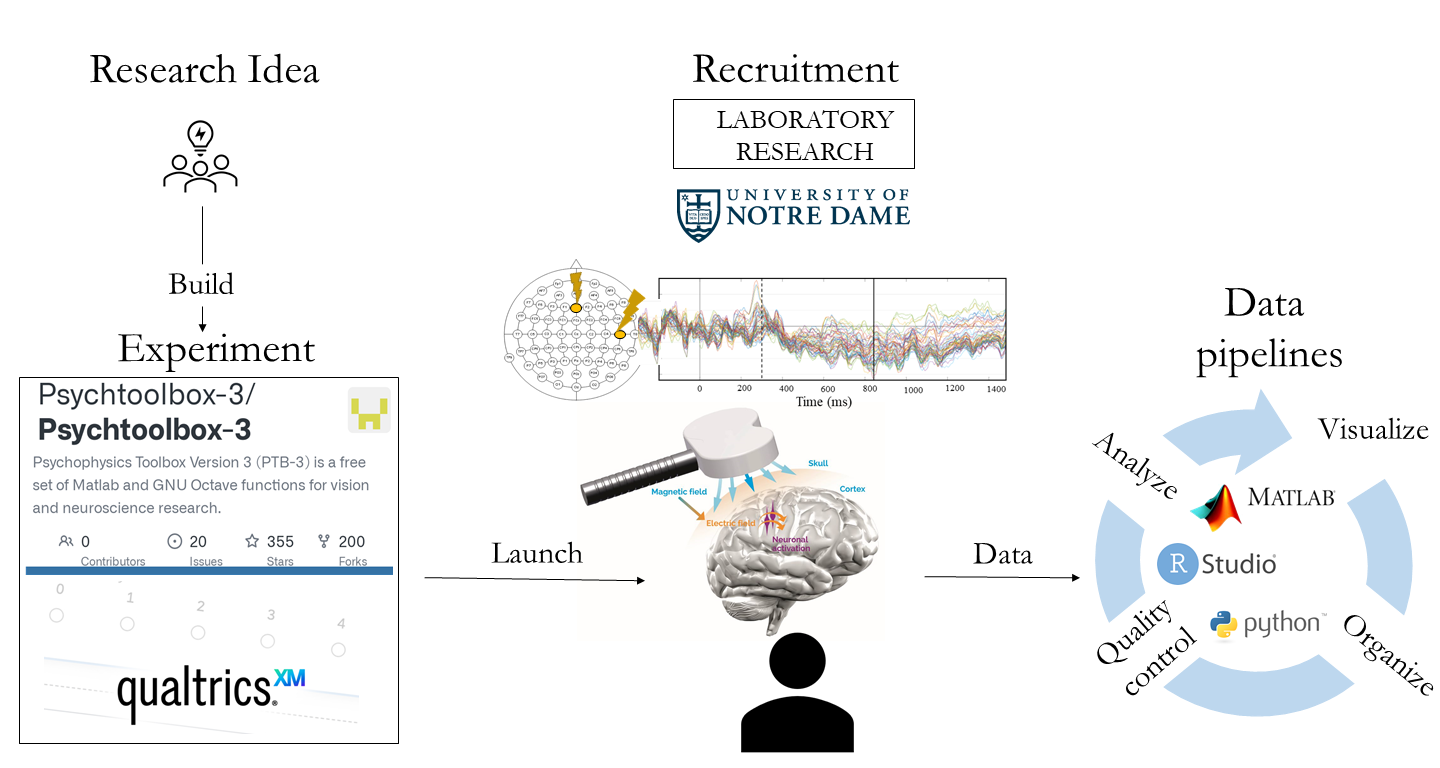 Research Idea
Build
Experiment
Psychtoolbox-3/
Psychtoolbox-3
Psychophysics Toolbox Version 3 (PTB-3) is a free
set of Matlab and GNU Octave functions for vision
and neuroscience research.
0 20 355 200
Contributors Issues Stars Forks
0 1 2 3 4
qualtrics.XM
Launch
Recruitment
LABORATORY
RESEARCH
UNIVERSITY OF
NOTRE DAME
0 200 400 600 800 1000 1200 1400
Time (ms)
Skull
Magnetic field
Cortex
Electric field
Neuronal
activation
Data
Data
pipelines
Visualize
Analyze
MATLAB
R Studio
python™
Quality
control
Organize